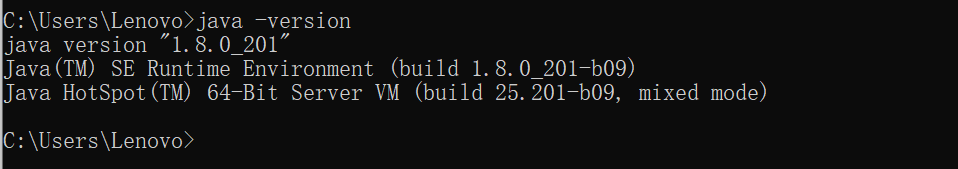 C:\Users\Lenovo>java -version
java version "1.8.0_201"
Java(TM) SE Runtime Environment (build 1.8.0_201-b09)
Java HotSpot(TM) 64-Bit Server VM (build 25.201-b09, mixed mode)
C:\Users\Lenovo>